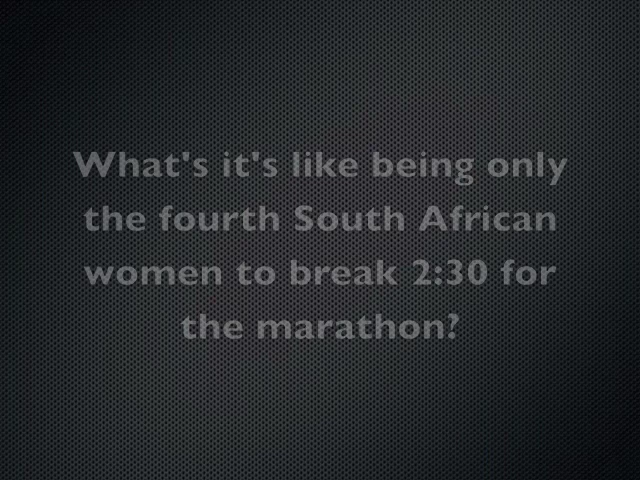 What's it's like being only
the fourth South African
women to break 2:30 for
the marathon?